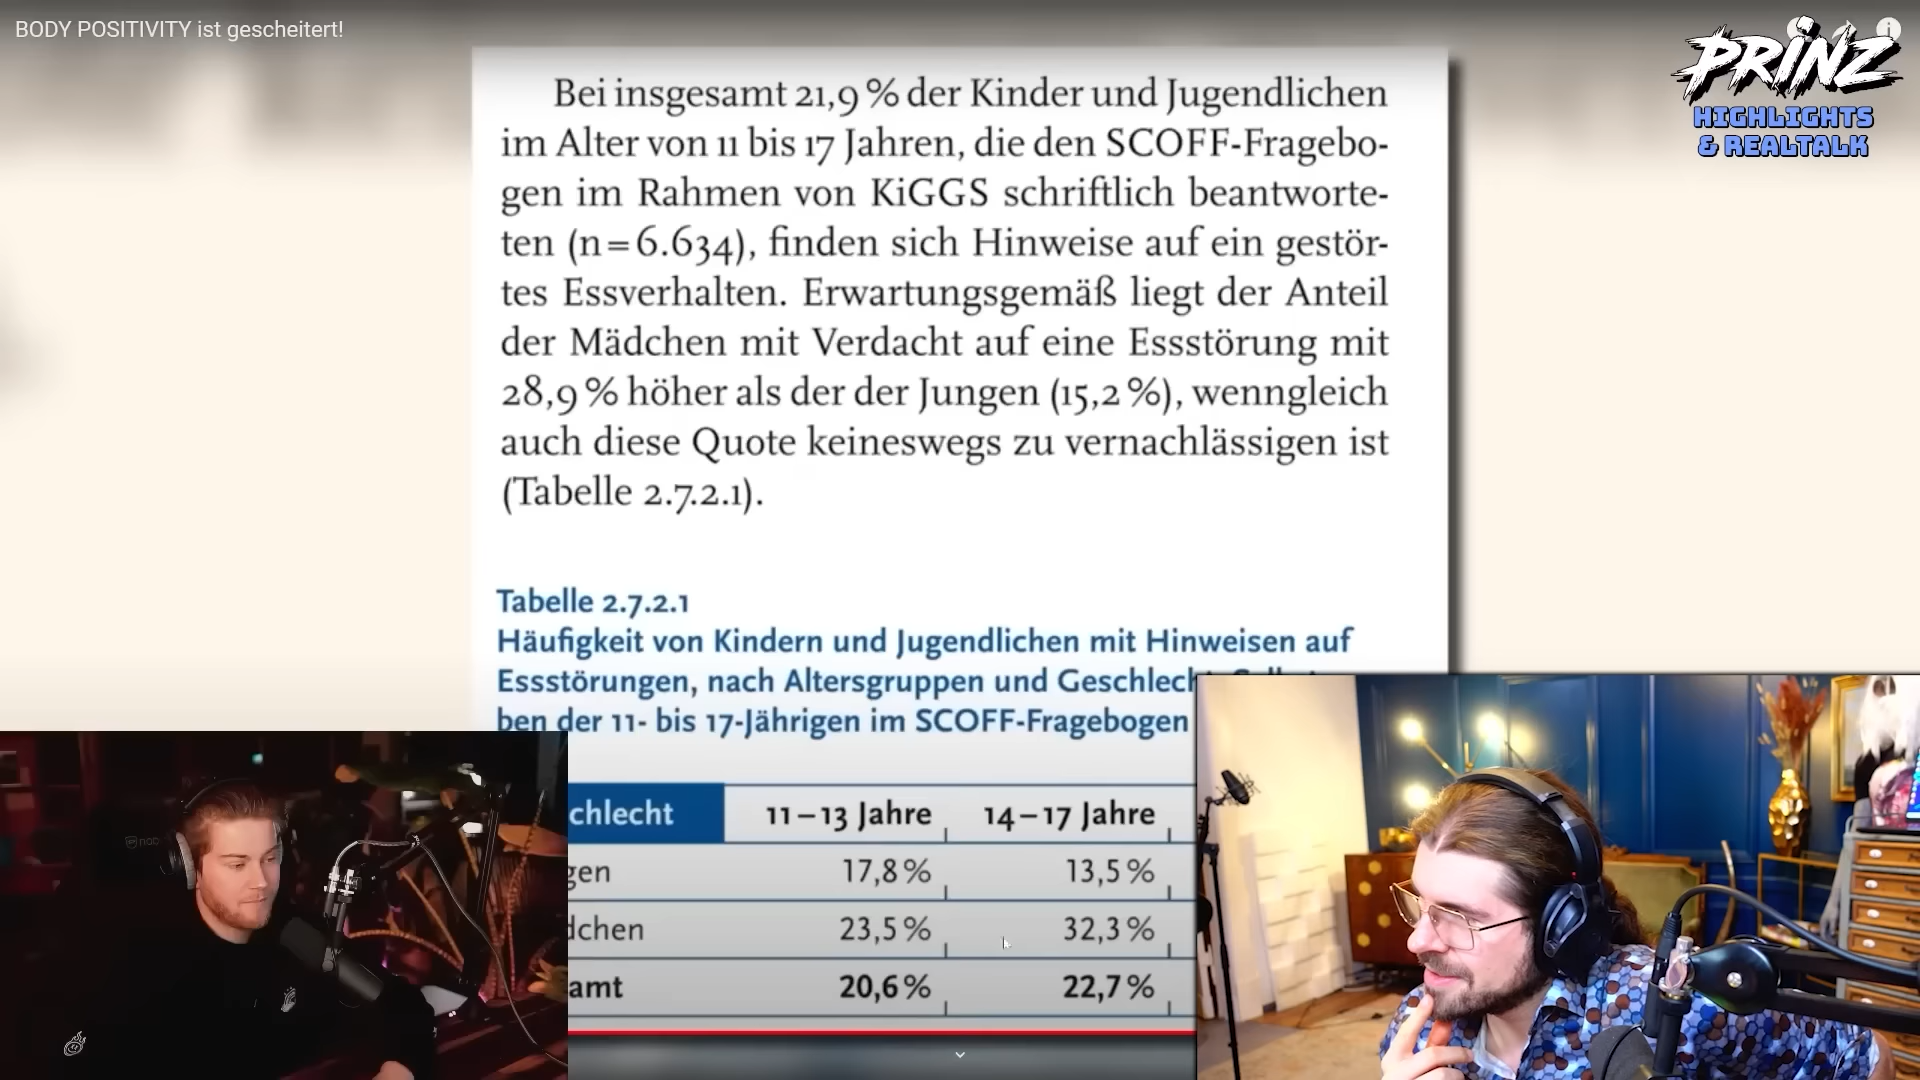 BODY POSITIVITY ist gescheitert!
PRINZ
HIGHLIGHTS
& REALTALK
Bei insgesamt 21,9 % der Kinder und Jugendlichen
im Alter von 11 bis 17 Jahren, die den SCOFF-Fragebo-
gen im Rahmen von KiGGS schriftlich beantworte-
ten (n = 6.634), finden sich Hinweise auf ein gestör-
tes Essverhalten. Erwartungsgemäß liegt der Anteil
der Mädchen mit Verdacht auf eine Essstörung mit
28,9 % höher als der der Jungen (15,2 %), wenngleich
auch diese Quote keineswegs zu vernachlässigen ist
(Tabelle 2.7.2.1).
Tabelle 2.7.2.1
Häufigkeit von Kindern und Jugendlichen mit Hinweisen auf
Essstörungen, nach Altersgruppen und Geschlecht
ben der 11- bis 17-Jährigen im SCOFF-Fragebogen
chlecht 11 – 13 Jahre 14 – 17 Jahre
gen 17,8 % 13,5 %
dchen 23,5 % 32,3 %
amt 20,6 % 22,7 %